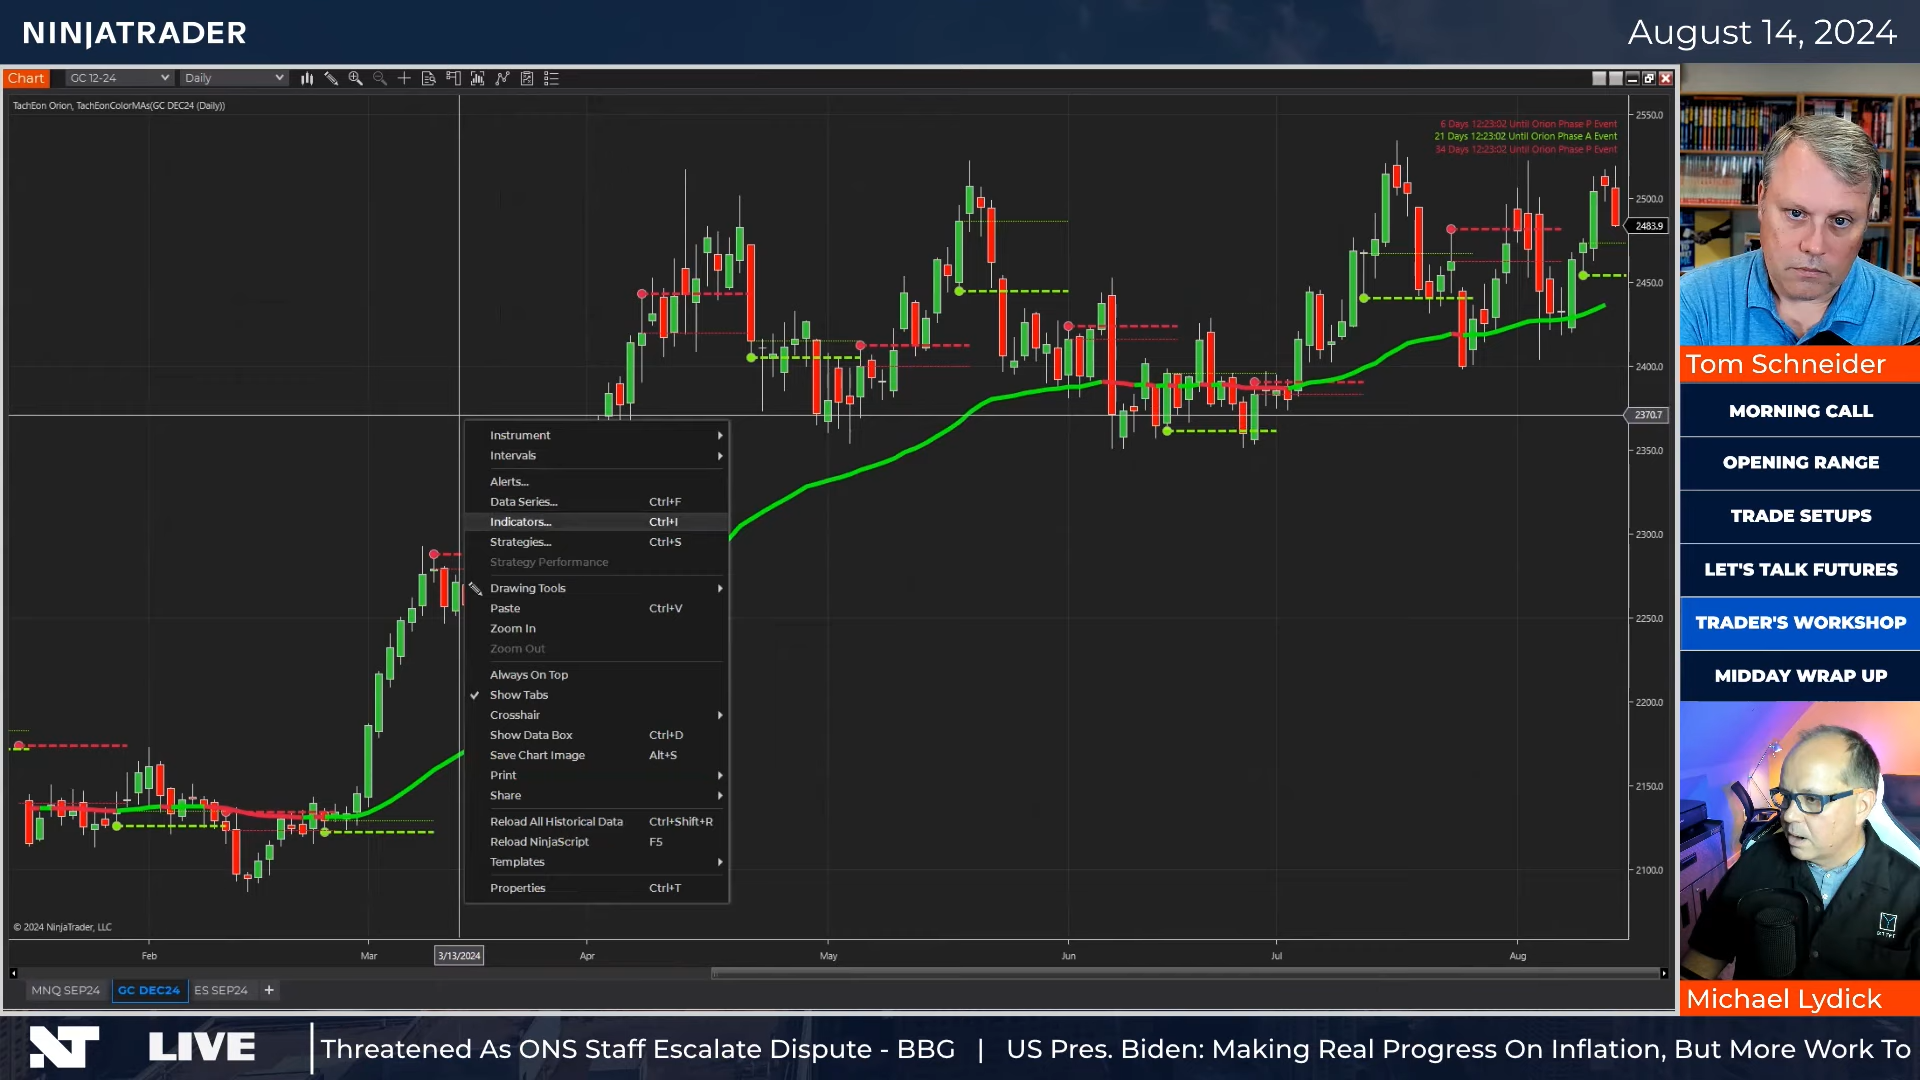 NINJATRADER
August 14, 2024
Chart
GC 12-24
Daily
TachEon Orion, TachEonColorMAs(GC DEC24 (Daily))
6 Days 12:23:02 Until Orion Phase P Event
21 Days 12:23:02 Until Orion Phase A Event
34 Days 12:23:02 Until Orion Phase P Event
2550.0
2500.0
2483.9
2450.0
2400.0
2370.7
2350.0
2300.0
2250.0
2200.0
2150.0
2100.0
Instrument
Intervals
Alerts...
Data Series... Ctrl+F
Indicators... Ctrl+I
Strategies... Ctrl+S
Strategy Performance
Drawing Tools
Paste Ctrl+V
Zoom In
Zoom Out
Always On Top
Show Tabs
Crosshair
Show Data Box Ctrl+D
Save Chart Image Alt+S
Print
Share
Reload All Historical Data Ctrl+Shift+R
Reload NinjaScript F5
Templates
Properties Ctrl+T
© 2024 NinjaTrader, LLC
Feb Mar 3/13/2024 Apr May Jun Jul Aug
MNQ SEP24 GC DEC24 ES SEP24 +
Tom Schneider
MORNING CALL
OPENING RANGE
TRADE SETUPS
LET'S TALK FUTURES
TRADER'S WORKSHOP
MIDDAY WRAP UP
Michael Lydick
NT LIVE Threatened As ONS Staff Escalate Dispute - BBG | US Pres. Biden: Making Real Progress On Inflation, But More Work To